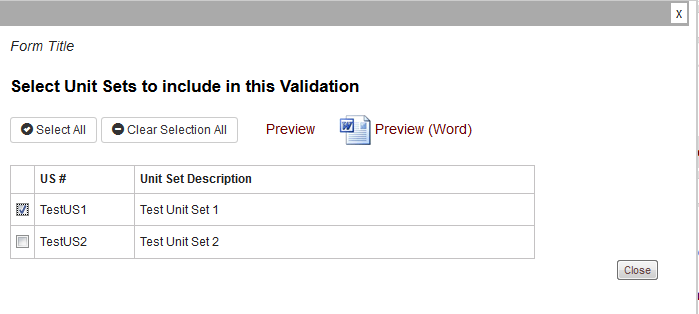 X
Form Title
Select Unit Sets to include in this Validation
Select All Clear Selection All Preview Preview (Word)
US # Unit Set Description
TestUS1 Test Unit Set 1
TestUS2 Test Unit Set 2
Close